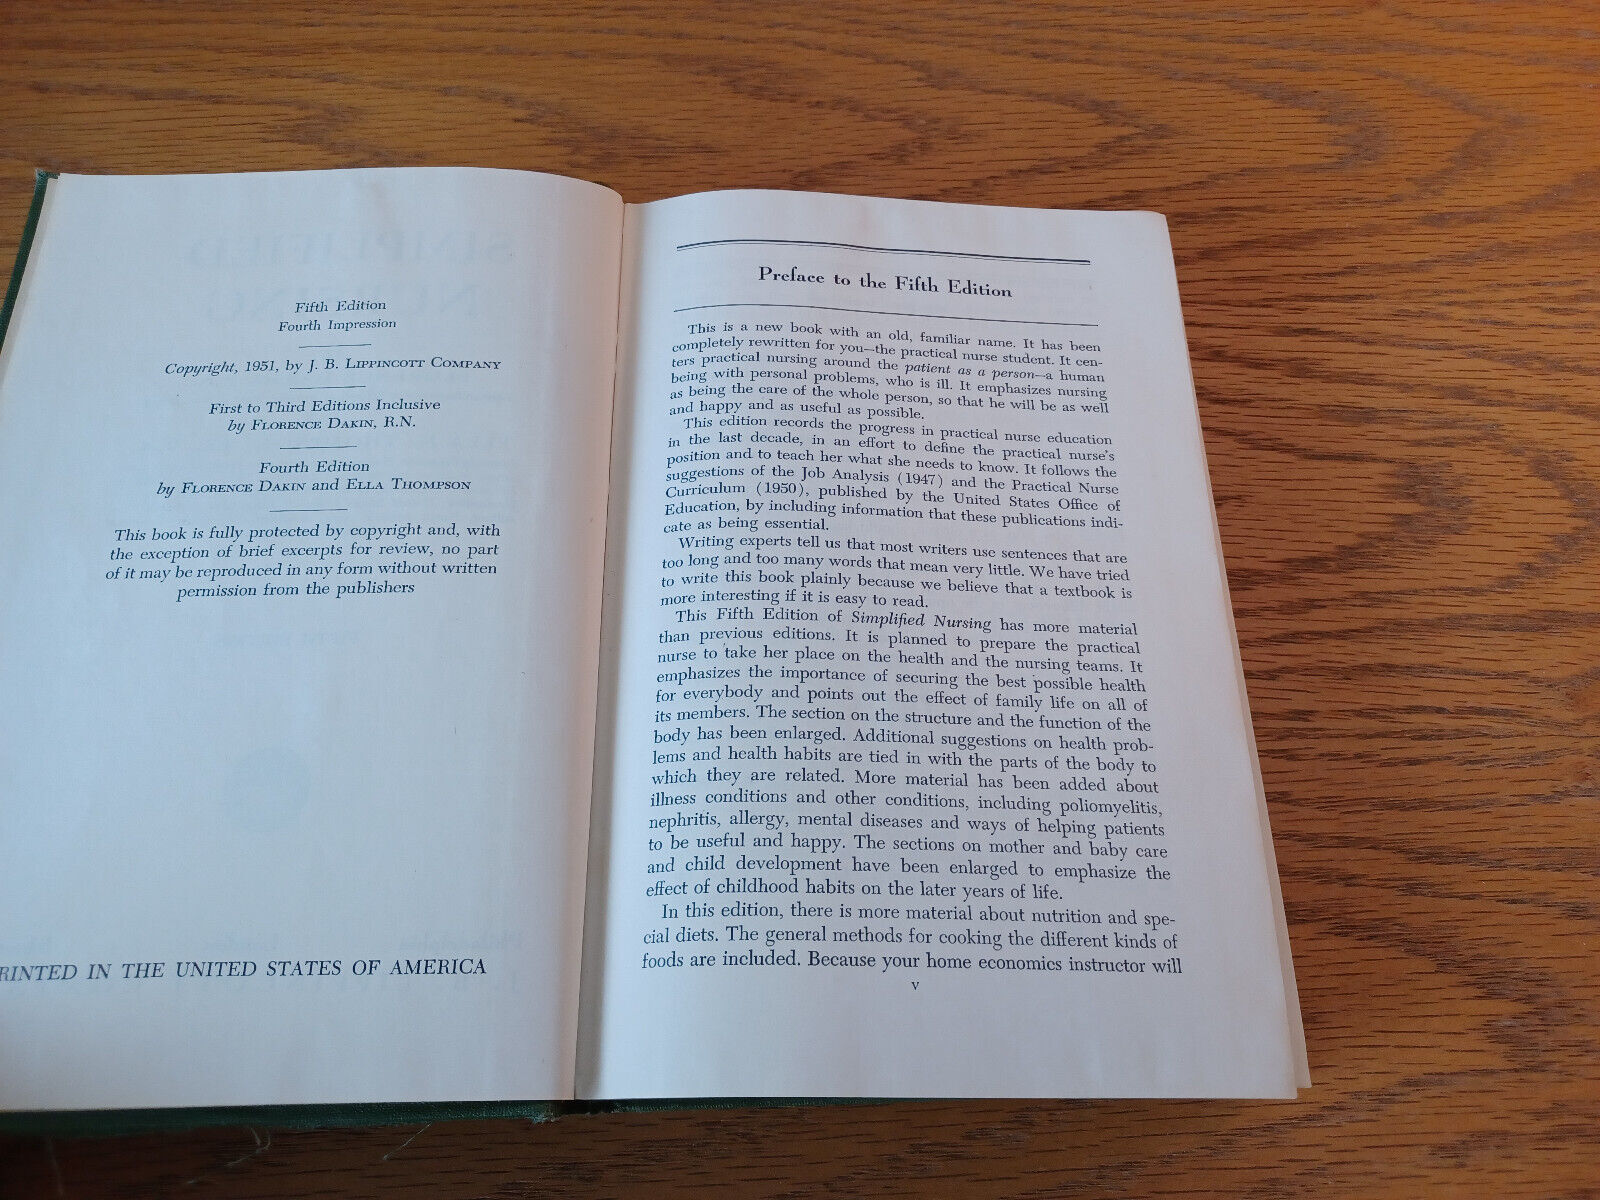 Fifth Edition
Fourth Impression
Copyright, 1951, by J. B. LIPPINCOTT COMPANY
First to Third Editions Inclusive
by FLORENCE DAKIN, R.N.
Fourth Edition
by FLORENCE DAKIN and ELLA THOMPSON
This book is fully protected by copyright and, with
the exception of brief excerpts for review, no part
of it may be reproduced in any form without written
permission from the publishers
RINTED IN THE UNITED STATES OF AMERICA
Preface to the Fifth Edition
This is a new book with an old, familiar name. It has been
completely rewritten for you—the practical nurse student. It cen-
ters practical nursing around the patient as a person—a human
being with personal problems, who is ill. It emphasizes nursing
as being the care of the whole person, so that he will be as well
and happy and as useful as possible.
This edition records the progress in practical nurse education
in the last decade, in an effort to define the practical nurse's
position and to teach her what she needs to know. It follows the
suggestions of the Job Analysis (1947) and the Practical Nurse
Curriculum (1950), published by the United States Office of
Education, by including information that these publications indi-
cate as being essential.
Writing experts tell us that most writers use sentences that are
too long and too many words that mean very little. We have tried
to write this book plainly because we believe that a textbook is
more interesting if it is easy to read.
This Fifth Edition of Simplified Nursing has more material
than previous editions. It is planned to prepare the practical
nurse to take her place on the health and the nursing teams. It
emphasizes the importance of securing the best possible health
for everybody and points out the effect of family life on all of
its members. The section on the structure and the function of the
body has been enlarged. Additional suggestions on health prob-
lems and health habits are tied in with the parts of the body to
which they are related. More material has been added about
illness conditions and other conditions, including poliomyelitis,
nephritis, allergy, mental diseases and ways of helping patients
to be useful and happy. The sections on mother and baby care
and child development have been enlarged to emphasize the
effect of childhood habits on the later years of life.
In this edition, there is more material about nutrition and spe-
cial diets. The general methods for cooking the different kinds of
foods are included. Because your home economics instructor will
v